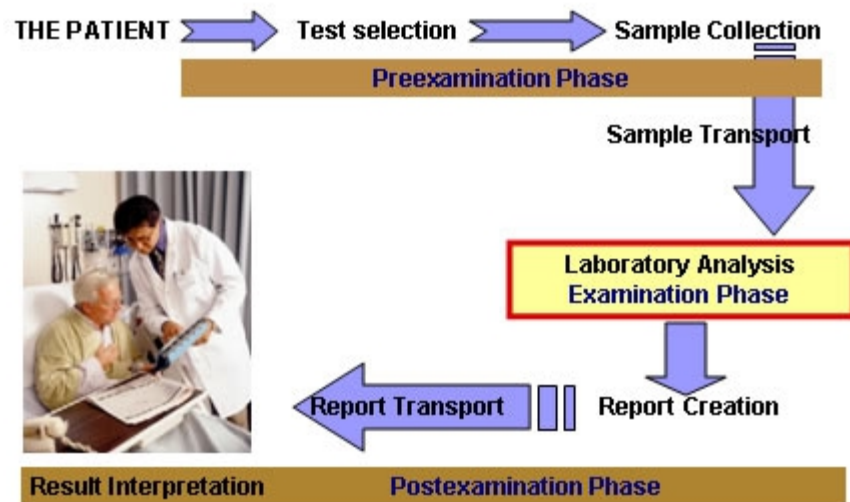 THE PATIENT
Test selection
Sample Collection
Preexamination Phase
Sample Transport
Laboratory Analysis
Examination Phase
Report Creation
Report Transport
Result Interpretation
Postexamination Phase